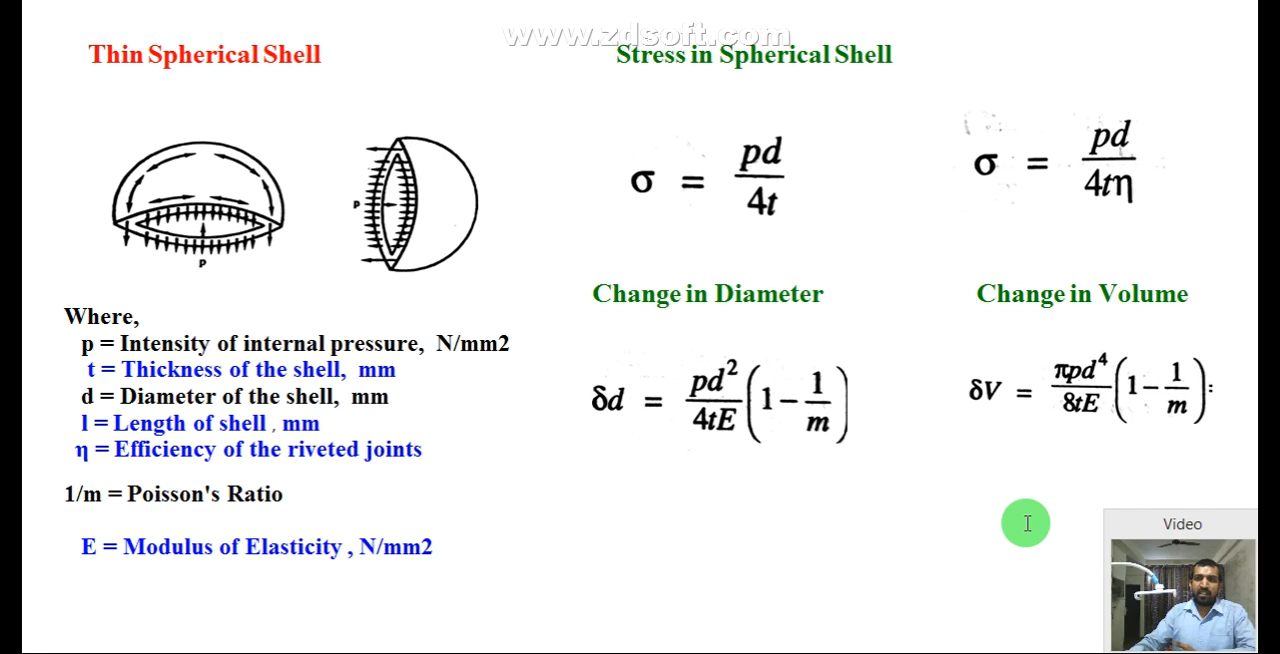 www.zdsoft.com
Thin Spherical Shell
Stress in Spherical Shell
σ = pd/4t
σ = pd/4tη
p
p
Change in Diameter
Change in Volume
Where,
p = Intensity of internal pressure, N/mm2
t = Thickness of the shell, mm
d = Diameter of the shell, mm
l = Length of shell , mm
η = Efficiency of the riveted joints
δd = pd²/4tE (1 − 1/m)
δV = πpd⁴/8tE (1 − 1/m) :
1/m = Poisson's Ratio
E = Modulus of Elasticity , N/mm2
Video